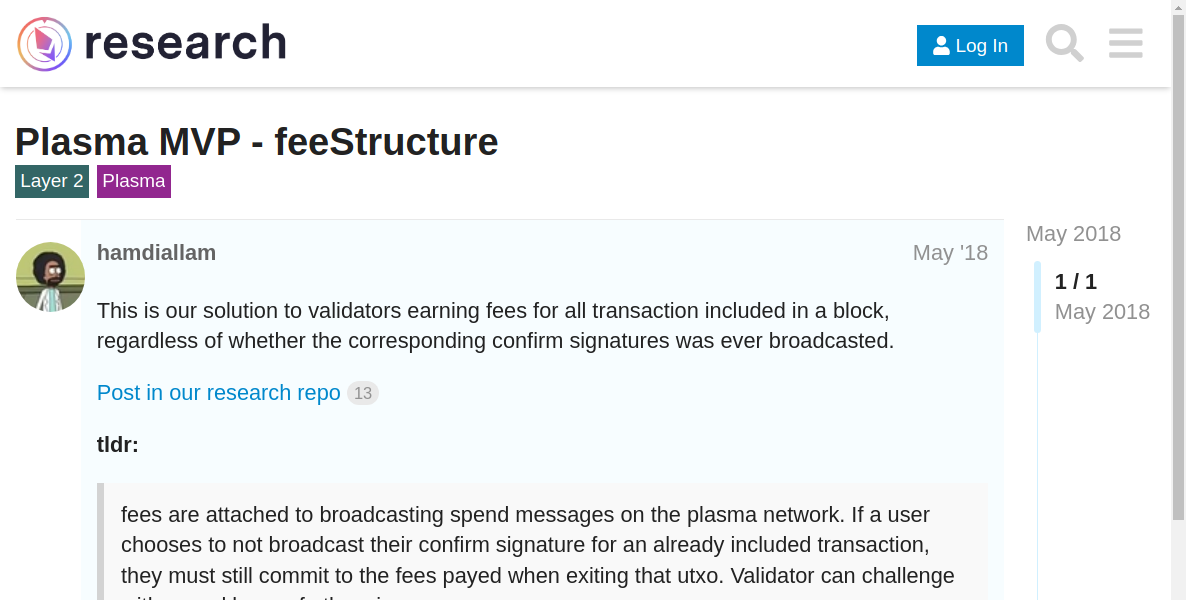 research
Log In
Plasma MVP - feeStructure
Layer 2 Plasma
hamdiallam
May '18
May 2018
1 / 1
May 2018
This is our solution to validators earning fees for all transaction included in a block,
regardless of whether the corresponding confirm signatures was ever broadcasted.
Post in our research repo 13
tldr:
fees are attached to broadcasting spend messages on the plasma network. If a user
chooses to not broadcast their confirm signature for an already included transaction,
they must still commit to the fees payed when exiting that utxo. Validator can challenge